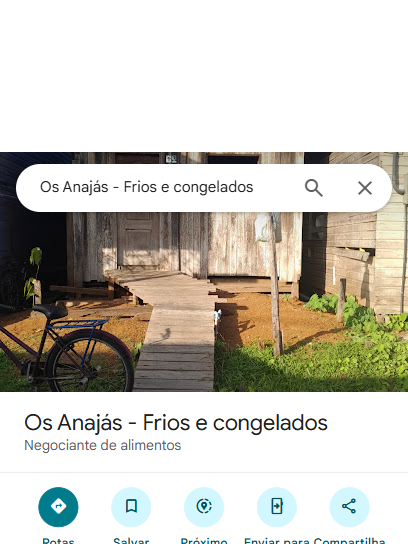 Os Anajás - Frios e congelados
Os Anajás - Frios e congelados
Negociante de alimentos
Rotas
Salvar
Próximo
Enviar para
Compartilha